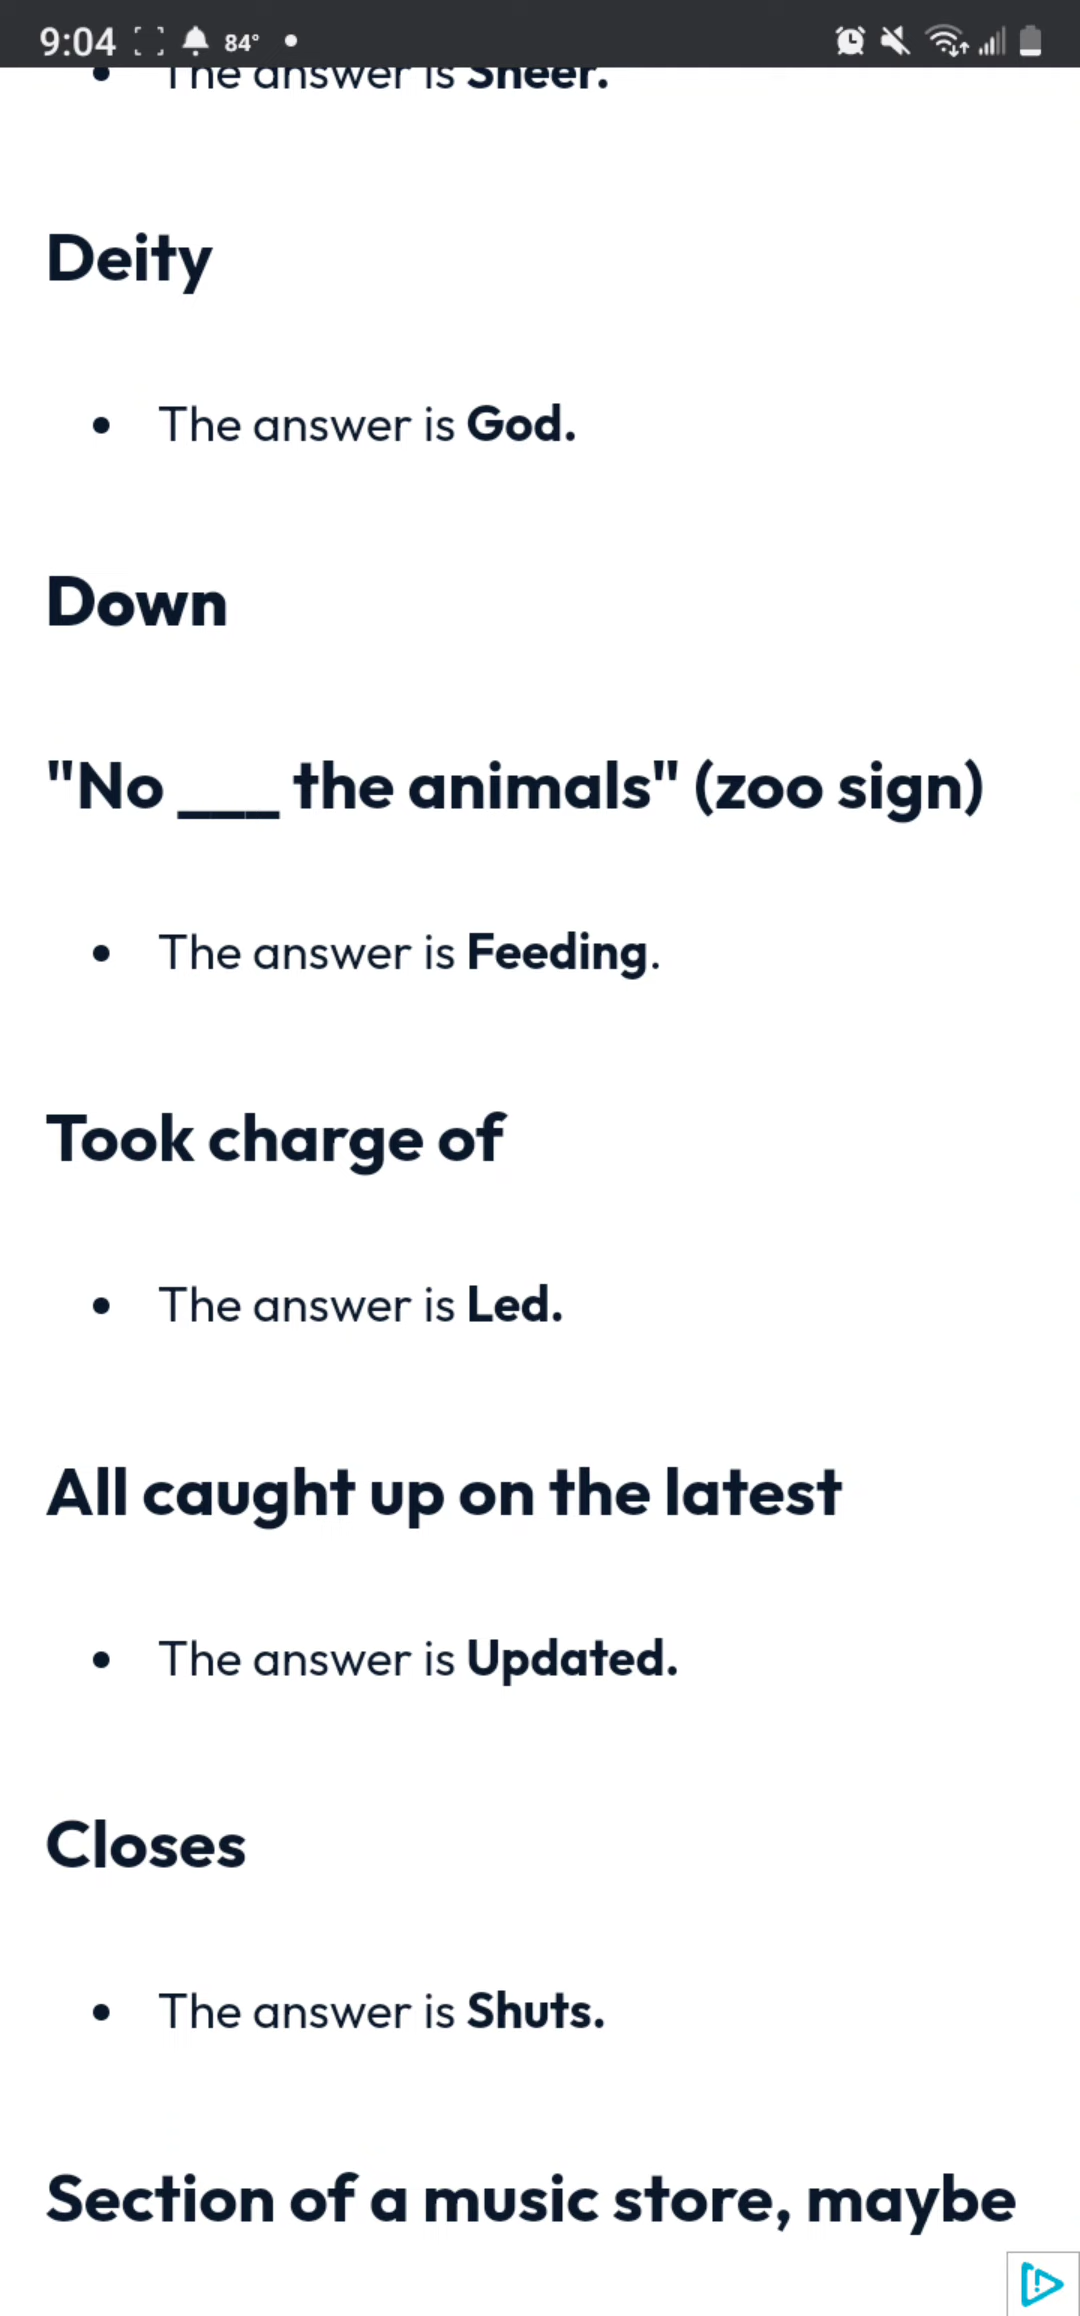 9:04 84°
The answer is Sheer.
Deity
The answer is God.
Down
"No ___ the animals" (zoo sign)
The answer is Feeding.
Took charge of
The answer is Led.
All caught up on the latest
The answer is Updated.
Closes
The answer is Shuts.
Section of a music store, maybe